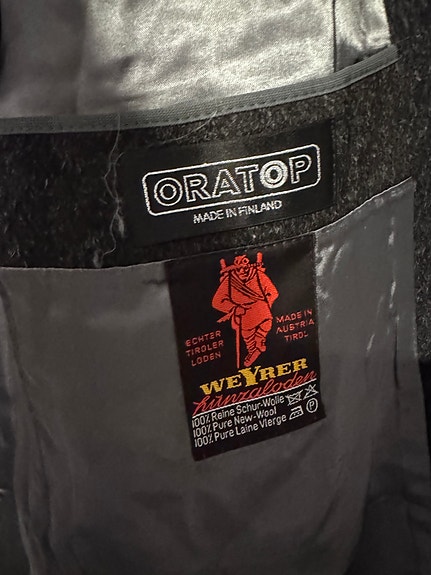 ORATOP
MADE IN FINLAND
ECHTER
TIROLER
LODEN
MADE IN
AUSTRIA
TIROL
WEYRER
hunzaloden
100% Reine Schur-Wolle
100% Pure New-Wool
100% Pure Laine Vierge
P